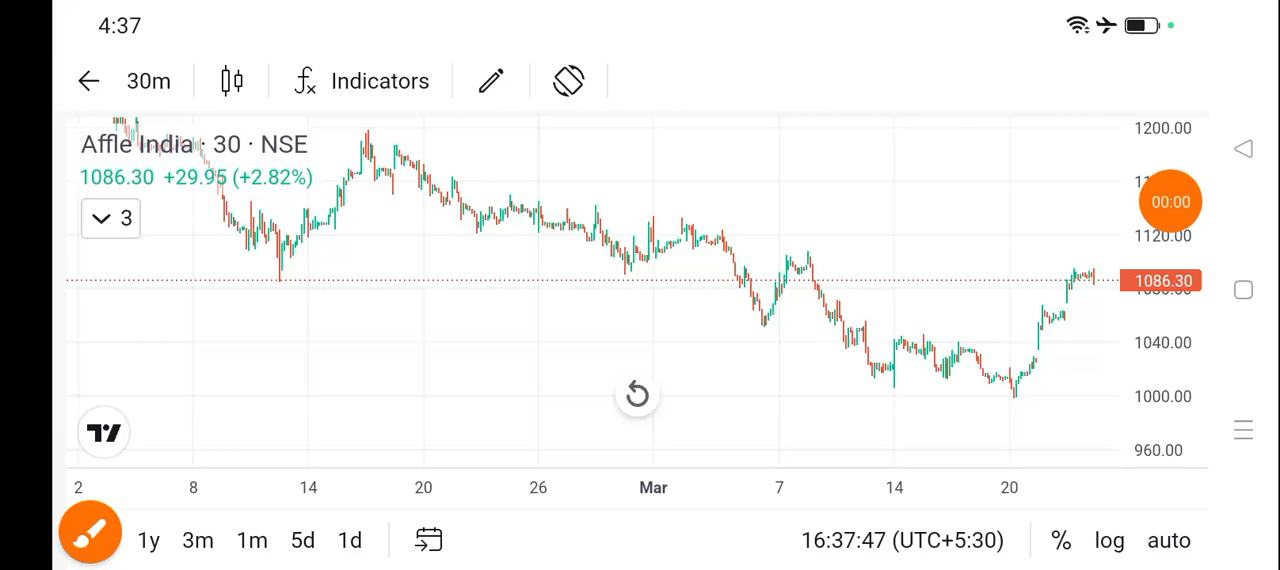 4:37
30m Indicators
Affle India · 30 · NSE
1086.30 +29.95 (+2.82%)
3
1200.00
00:00
1120.00
1086.30
1040.00
1000.00
960.00
2 8 14 20 26 Mar 7 14 20
1y 3m 1m 5d 1d 16:37:47 (UTC+5:30) % log auto